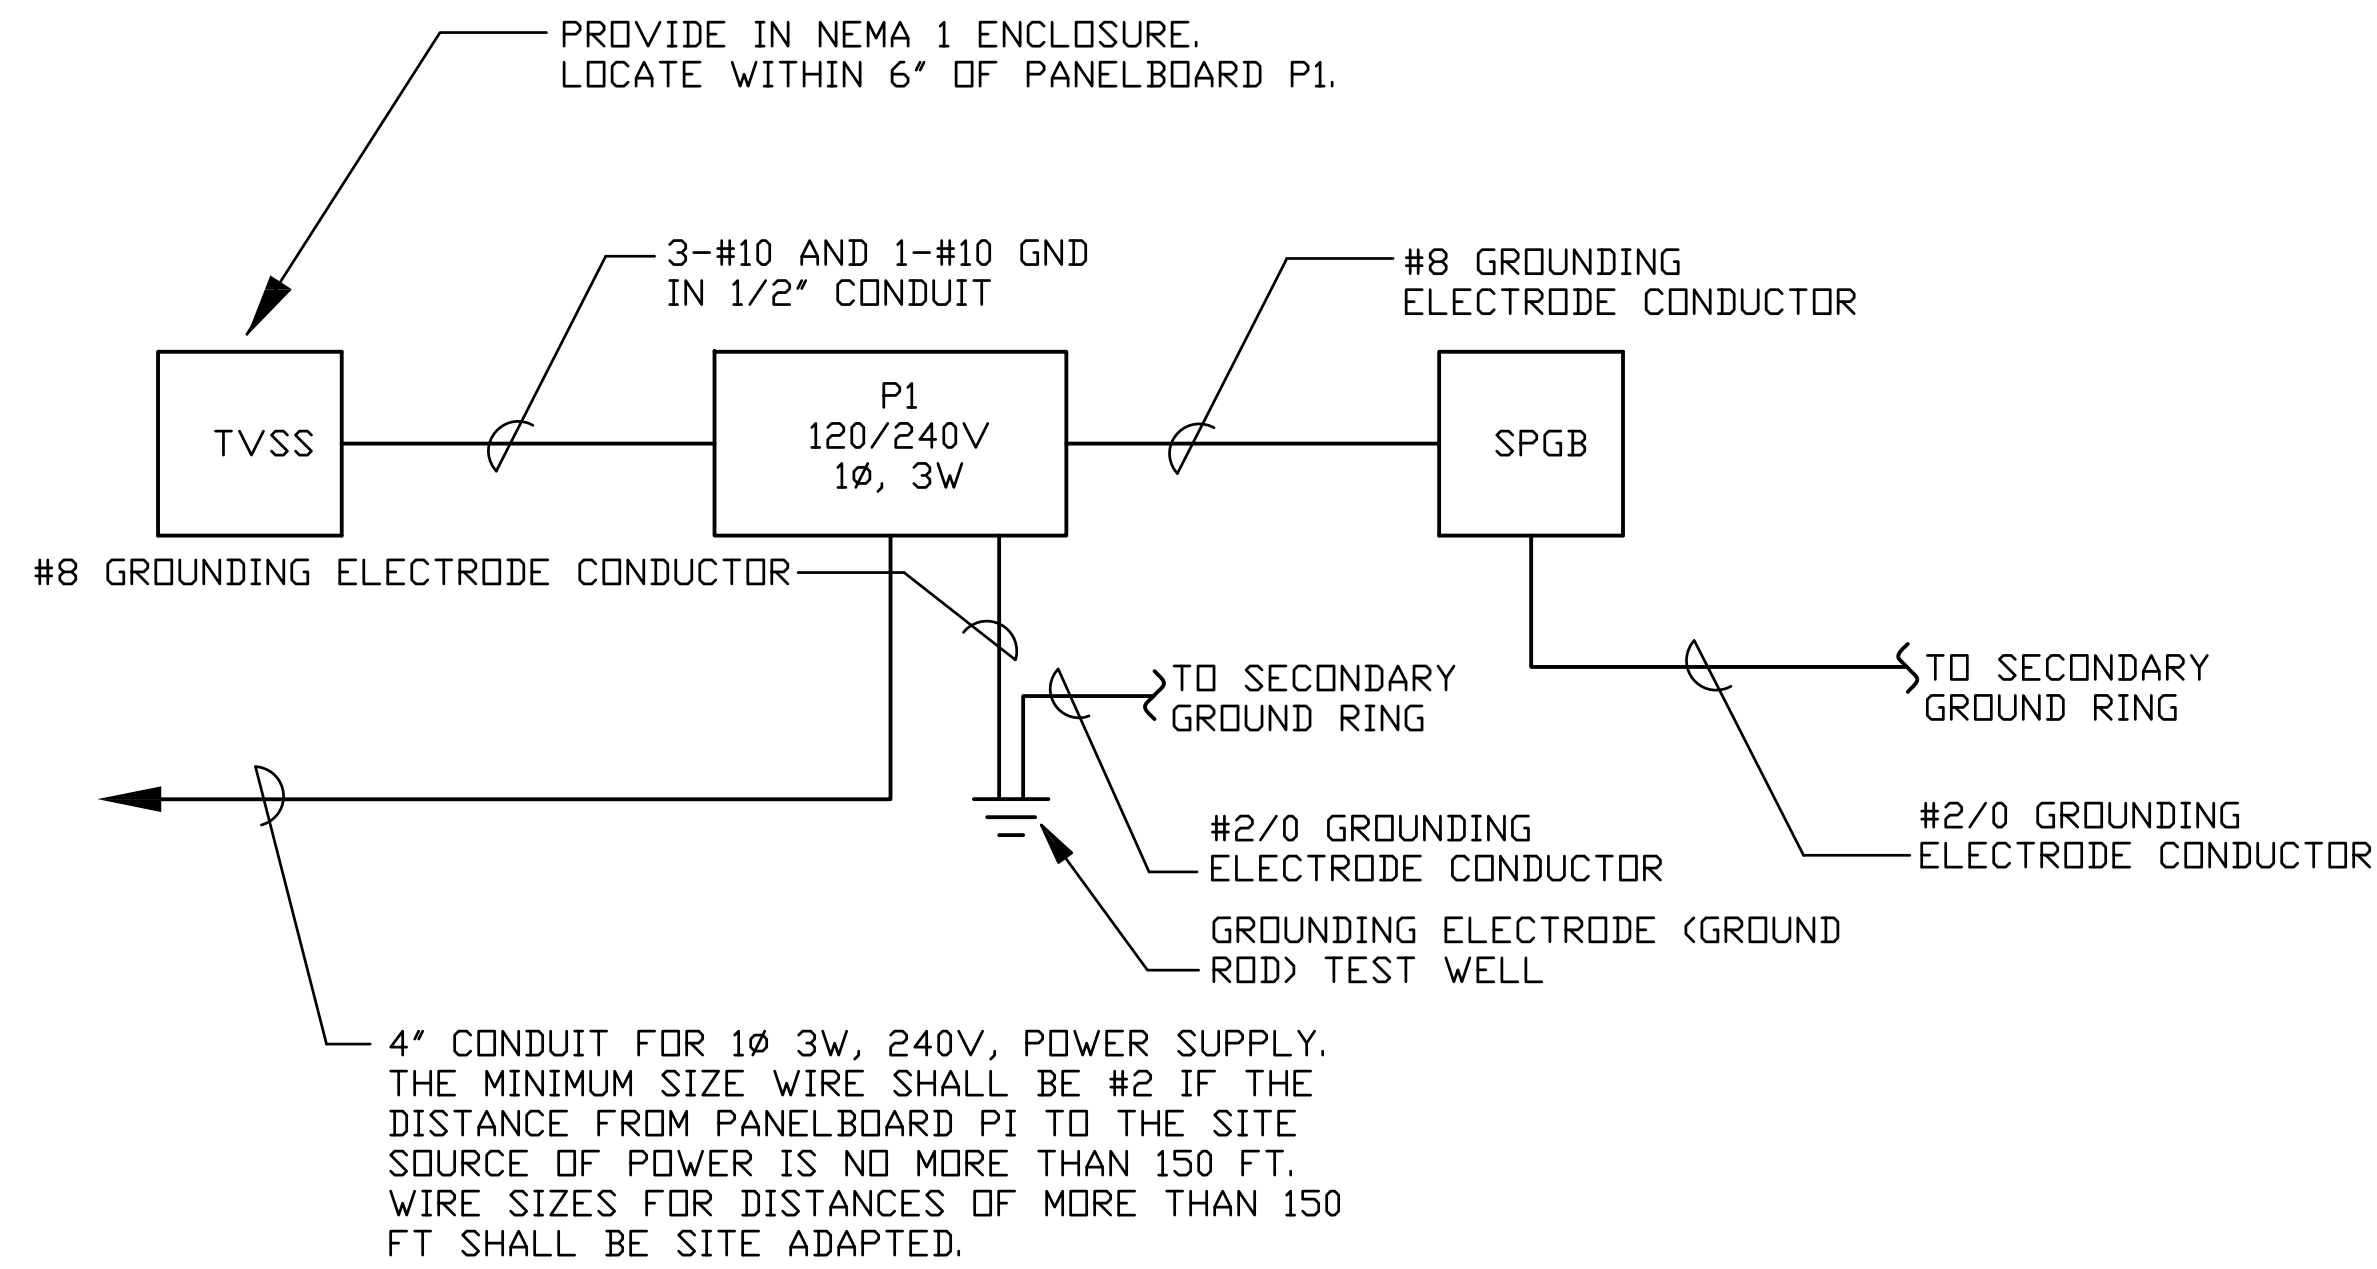 PROVIDE IN NEMA 1 ENCLOSURE.
LOCATE WITHIN 6" OF PANELBOARD P1.
3-#10 AND 1-#10 GND
IN 1/2" CONDUIT
#8 GROUNDING
ELECTRODE CONDUCTOR
TVSS
P1
120/240V
1Ø, 3W
SPGB
#8 GROUNDING ELECTRODE CONDUCTOR
TO SECONDARY
GROUND RING
TO SECONDARY
GROUND RING
#2/0 GROUNDING
ELECTRODE CONDUCTOR
#2/0 GROUNDING
ELECTRODE CONDUCTOR
GROUNDING ELECTRODE (GROUND
ROD) TEST WELL
4" CONDUIT FOR 1Ø 3W, 240V, POWER SUPPLY.
THE MINIMUM SIZE WIRE SHALL BE #2 IF THE
DISTANCE FROM PANELBOARD PI TO THE SITE
SOURCE OF POWER IS NO MORE THAN 150 FT.
WIRE SIZES FOR DISTANCES OF MORE THAN 150
FT SHALL BE SITE ADAPTED.